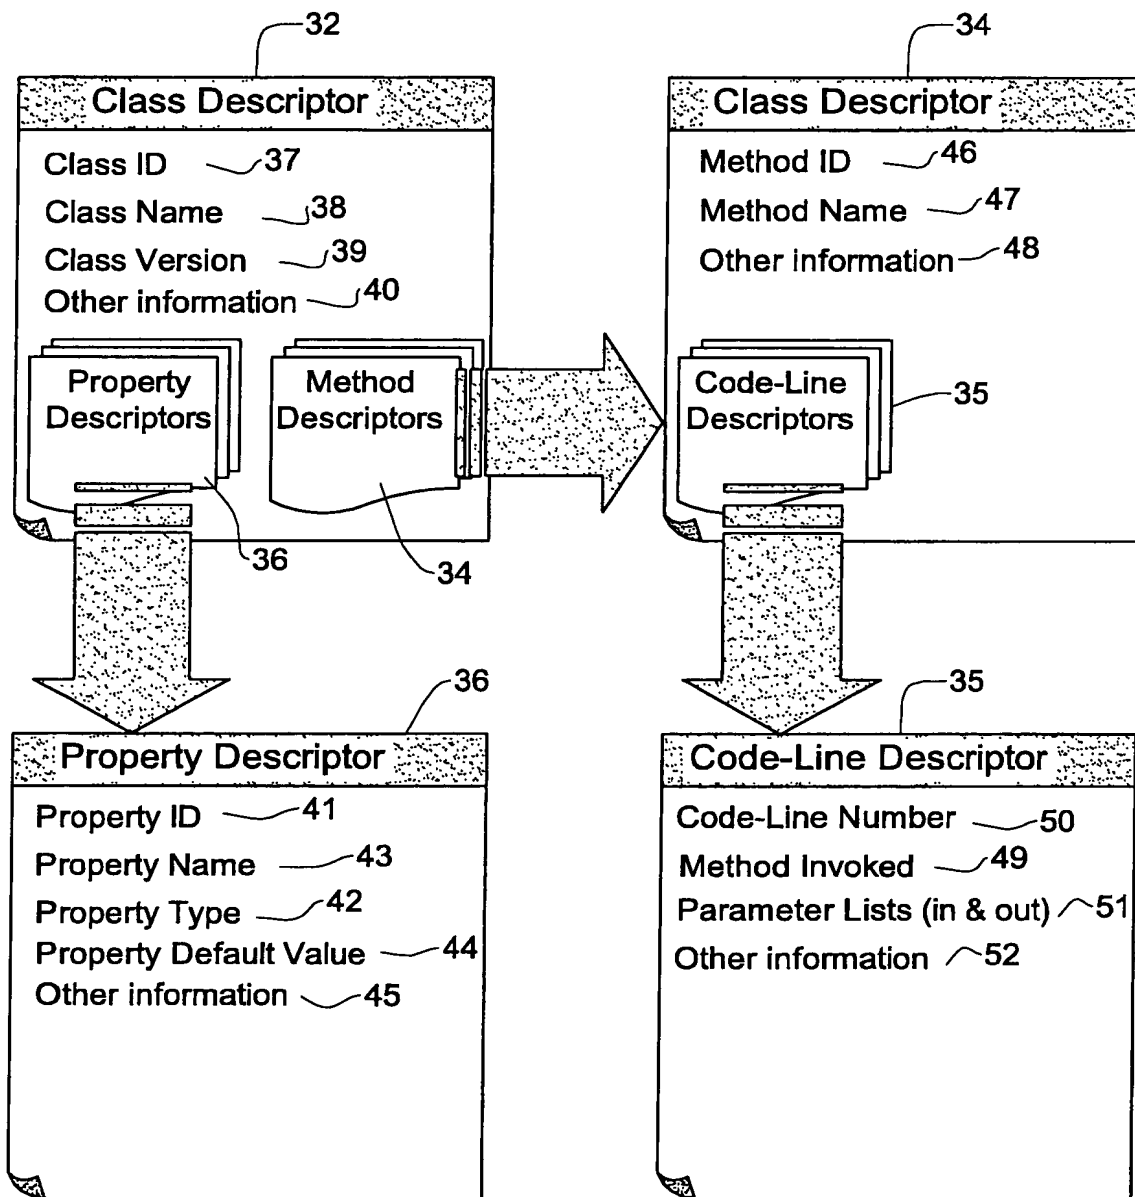 32
Class Descriptor
Class ID 37
Class Name 38
Class Version 39
Other information 40
Property
Descriptors
36
Method
Descriptors
34
34
Class Descriptor
Method ID 46
Method Name 47
Other information 48
Code-Line
Descriptors
35
36
Property Descriptor
Property ID 41
Property Name 43
Property Type 42
Property Default Value 44
Other information 45
35
Code-Line Descriptor
Code-Line Number 50
Method Invoked 49
Parameter Lists (in & out) 51
Other information 52